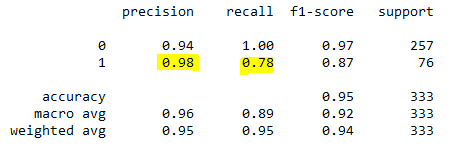 precision recall f1-score support
0 0.94 1.00 0.97 257
1 0.98 0.78 0.87 76
accuracy 0.95 333
macro avg 0.96 0.89 0.92 333
weighted avg 0.95 0.95 0.94 333